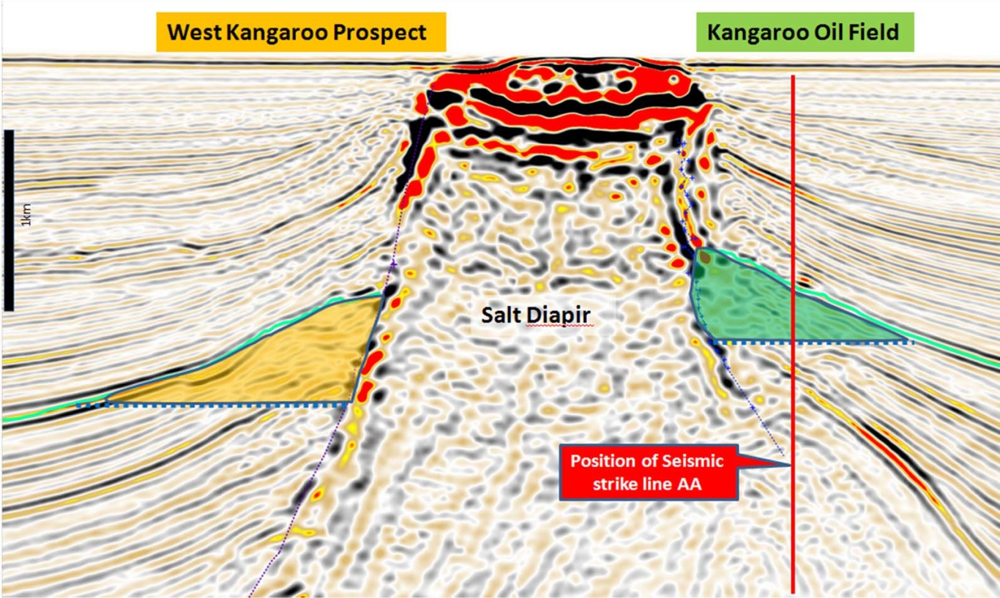 West Kangaroo Prospect
Kangaroo Oil Field
1km
Salt Diapir
Position of Seismic
strike line AA